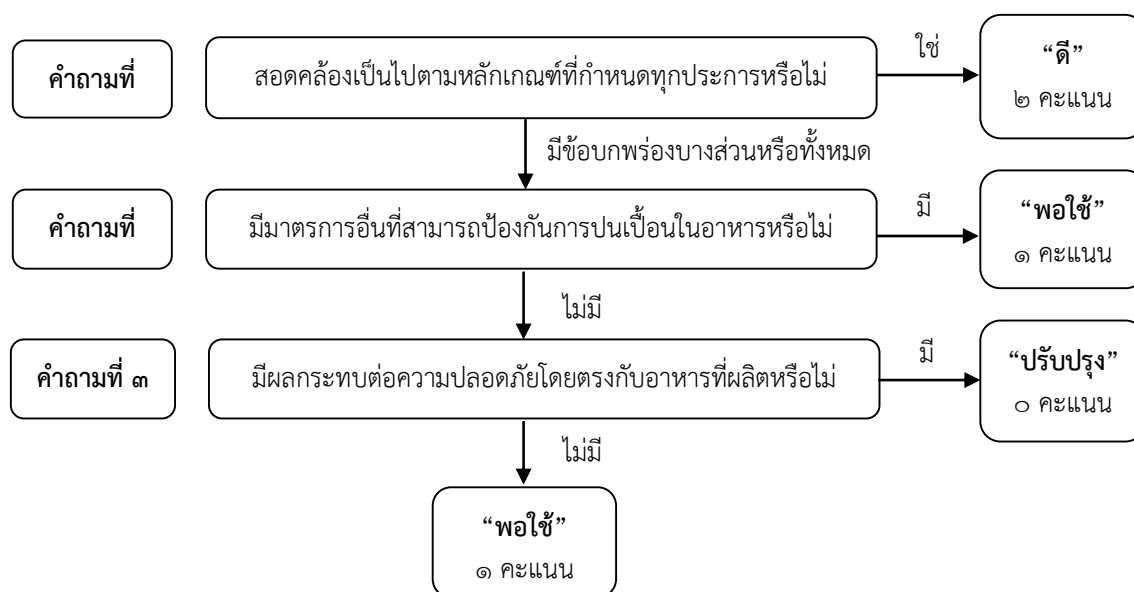 คำถามที่
สอดคล้องเป็นไปตามหลักเกณฑ์ที่กำหนดทุกประการหรือไม่
ใช่
“ดี”
๒ คะแนน
มีข้อบกพร่องบางส่วนหรือทั้งหมด
คำถามที่
มีมาตรการอื่นที่สามารถป้องกันการปนเปื้อนในอาหารหรือไม่
มี
“พอใช้”
๑ คะแนน
ไม่มี
คำถามที่ ๓
มีผลกระทบต่อความปลอดภัยโดยตรงกับอาหารที่ผลิตหรือไม่
มี
“ปรับปรุง”
๐ คะแนน
ไม่มี
“พอใช้”
๑ คะแนน